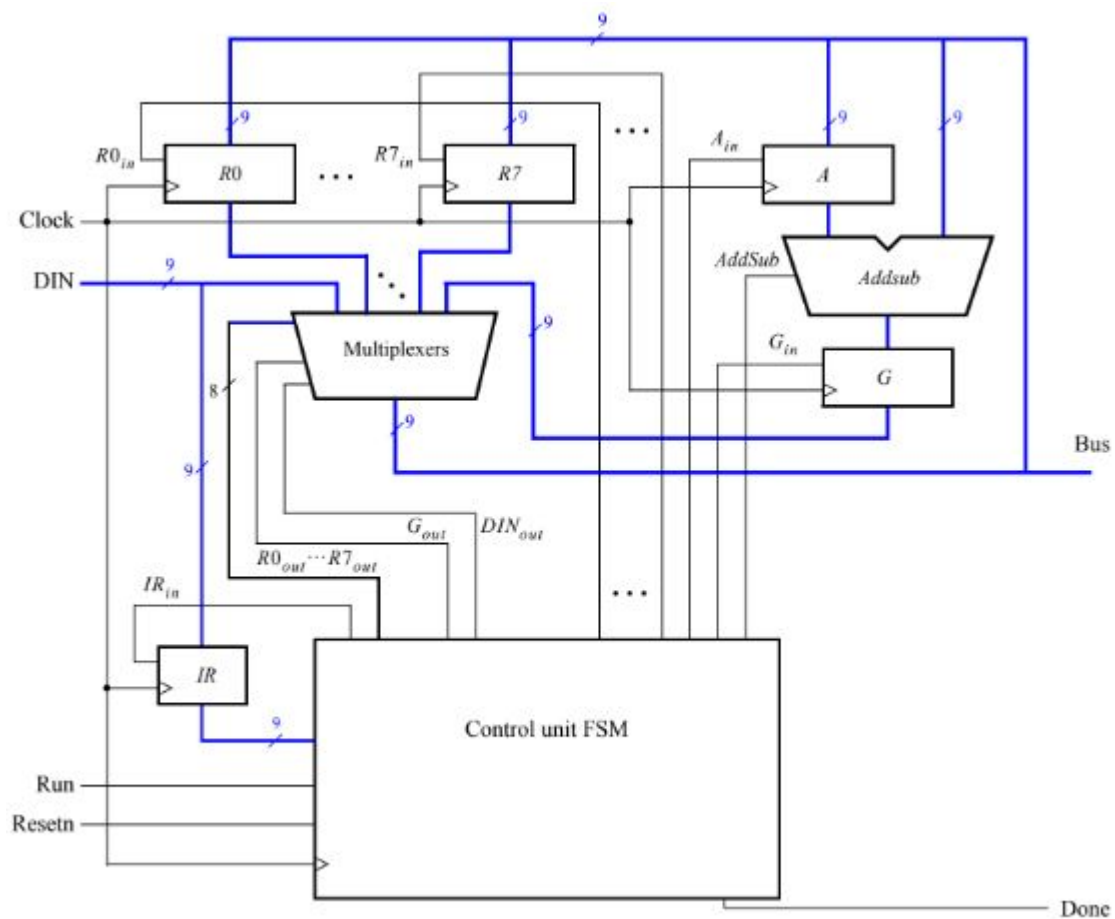 9
9
9
9
9
R0in
R0
R7in
R7
Ain
A
Clock
DIN
9
AddSub
Addsub
Multiplexers
9
Gin
G
8
9
Bus
9
Gout
DINout
R0out···R7out
IRin
IR
9
Control unit FSM
Run
Resetn
Done